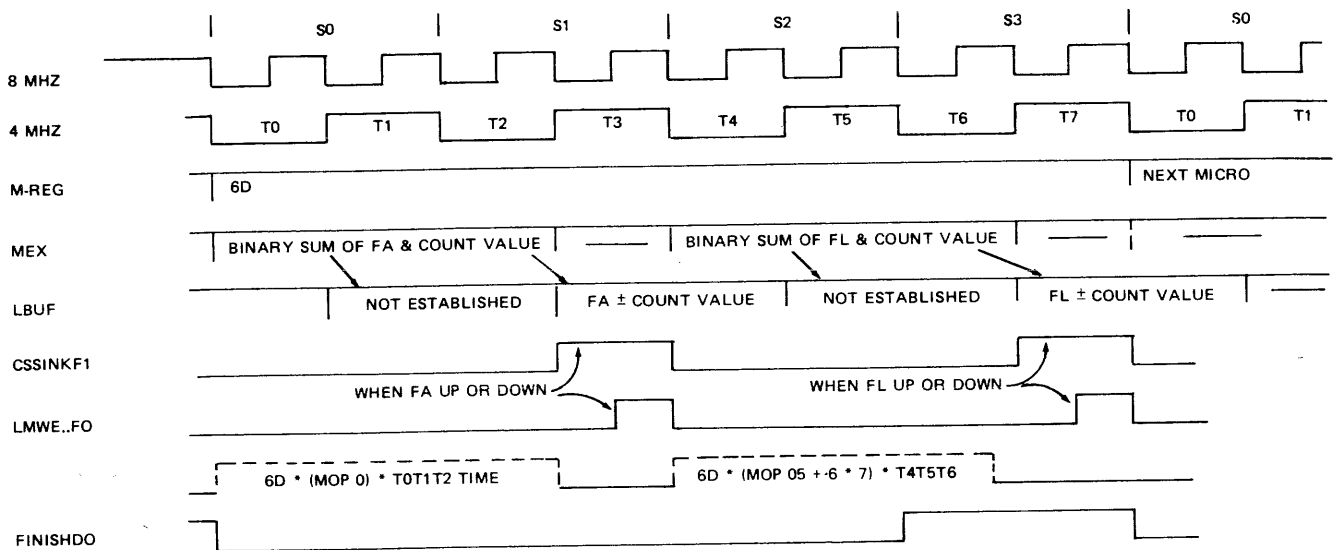 S0 S1 S2 S3 S0
8 MHZ
4 MHZ T0 T1 T2 T3 T4 T5 T6 T7 T0 T1
M-REG 6D NEXT MICRO
MEX BINARY SUM OF FA & COUNT VALUE BINARY SUM OF FL & COUNT VALUE
LBUF NOT ESTABLISHED FA ± COUNT VALUE NOT ESTABLISHED FL ± COUNT VALUE
CSSINKF1
WHEN FA UP OR DOWN WHEN FL UP OR DOWN
LMWE..FO
6D * (MOP 0) * T0T1T2 TIME 6D * (MOP 05 + -6 * 7) * T4T5T6
FINISHDO